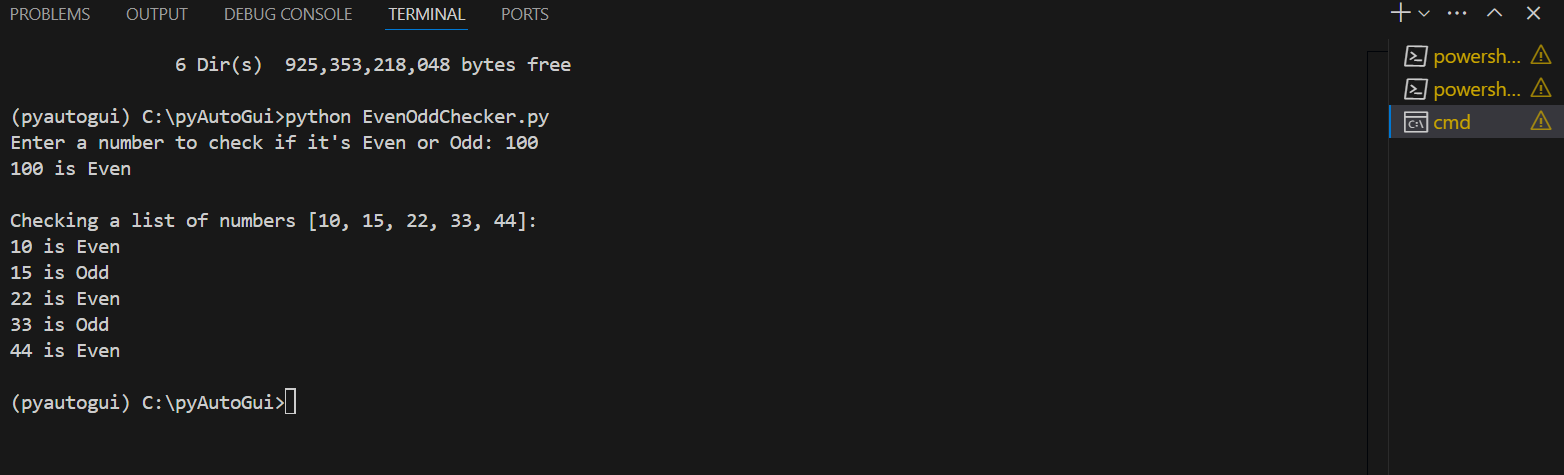 PROBLEMS OUTPUT DEBUG CONSOLE TERMINAL PORTS
6 Dir(s)  925,353,218,048 bytes free
(pyautogui) C:\pyAutoGui>python EvenOddChecker.py
Enter a number to check if it's Even or Odd: 100
100 is Even
Checking a list of numbers [10, 15, 22, 33, 44]:
10 is Even
15 is Odd
22 is Even
33 is Odd
44 is Even
(pyautogui) C:\pyAutoGui>
powersh...
powersh...
cmd